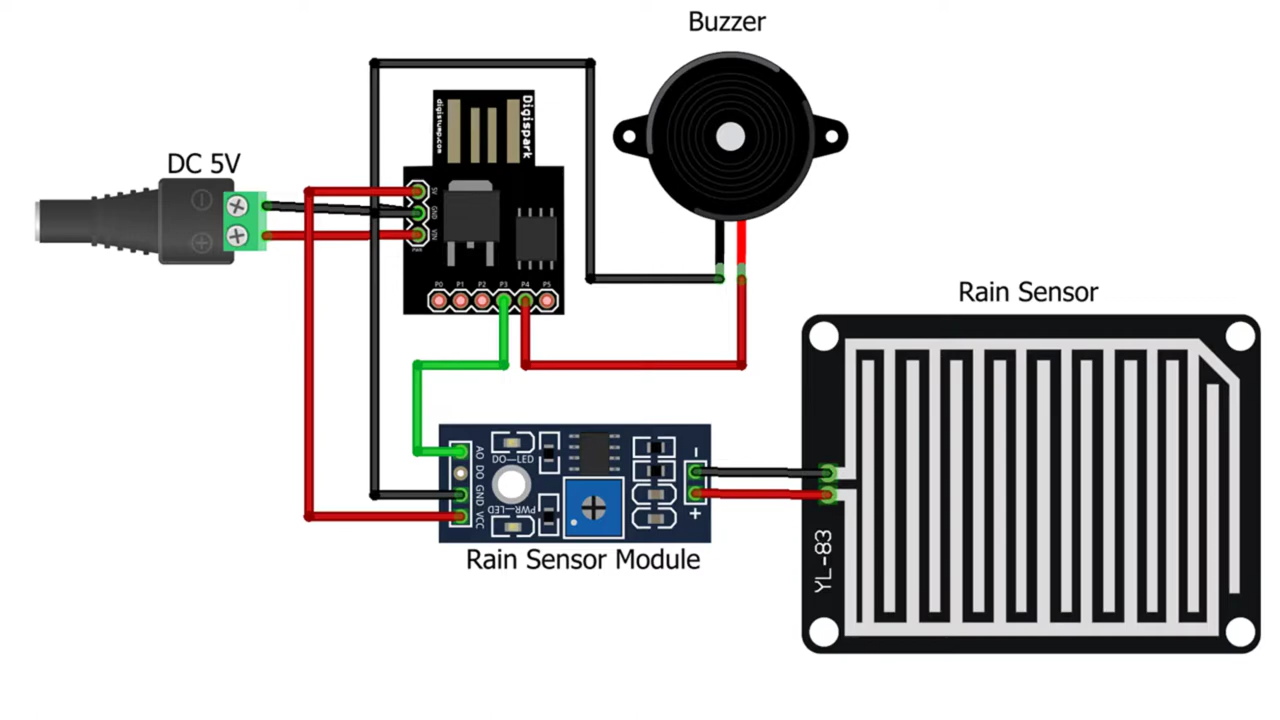 Buzzer
DC 5V
Digispark
digistump.com
5V
GND
VIN
PWR
P0 P1 P2 P3 P4 P5
Rain Sensor
AO DO GND VCC
DO—LED
PWR—LED
-
+
Rain Sensor Module
YL-83